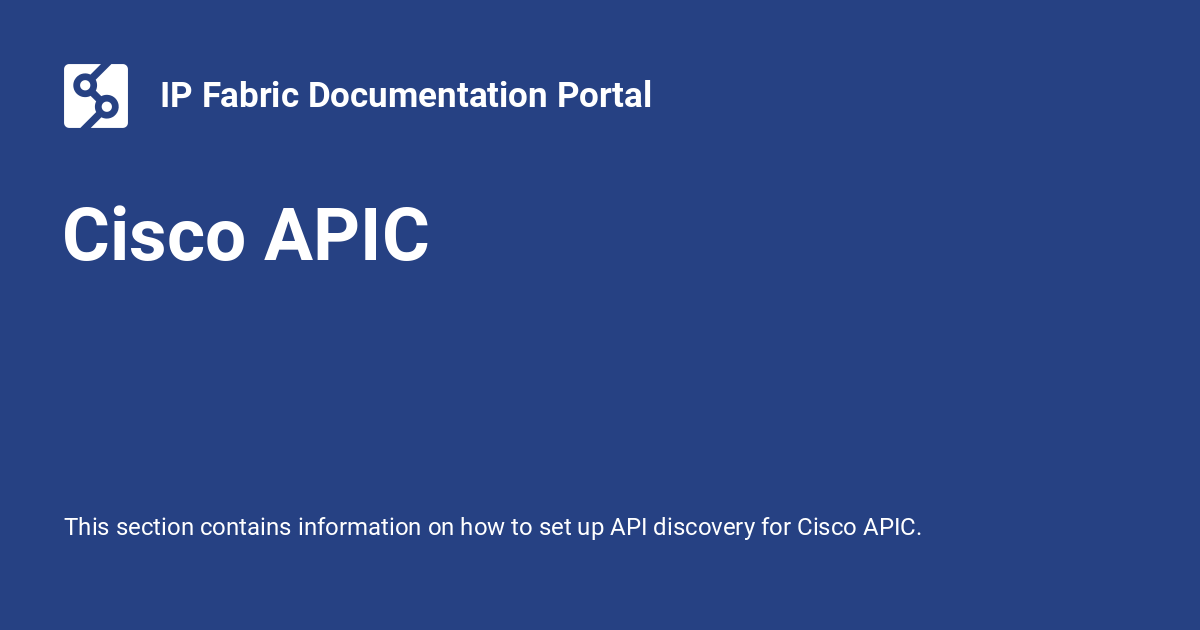 IP Fabric Documentation Portal
Cisco APIC
This section contains information on how to set up API discovery for Cisco APIC.